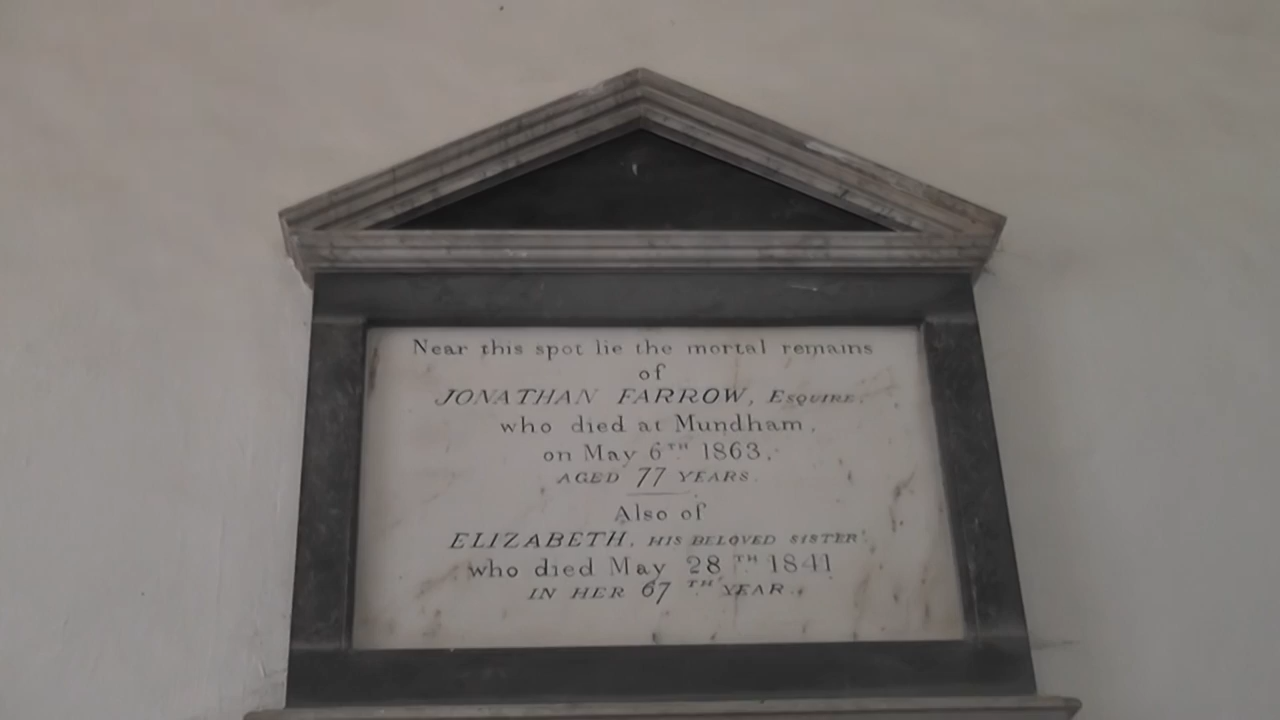 Near this spot lie the mortal remains
of
JONATHAN FARROW, ESQUIRE,
who died at Mundham,
on May 6TH 1863,
AGED 77 YEARS.
Also of
ELIZABETH, HIS BELOVED SISTER
who died May 28TH 1841
IN HER 67TH YEAR.